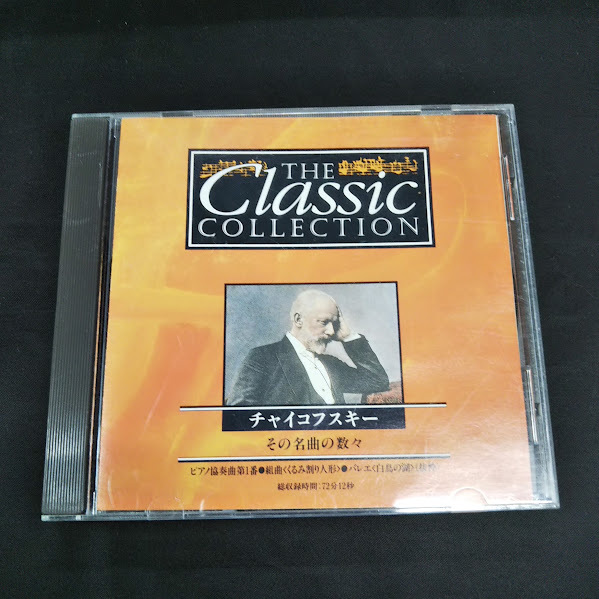 THE
Classic
COLLECTION
チャイコフスキー
その名曲の数々
ピアノ協奏曲第1番●組曲〈くるみ割り人形〉●バレエ〈白鳥の湖〉
総収録時間:72分12秒